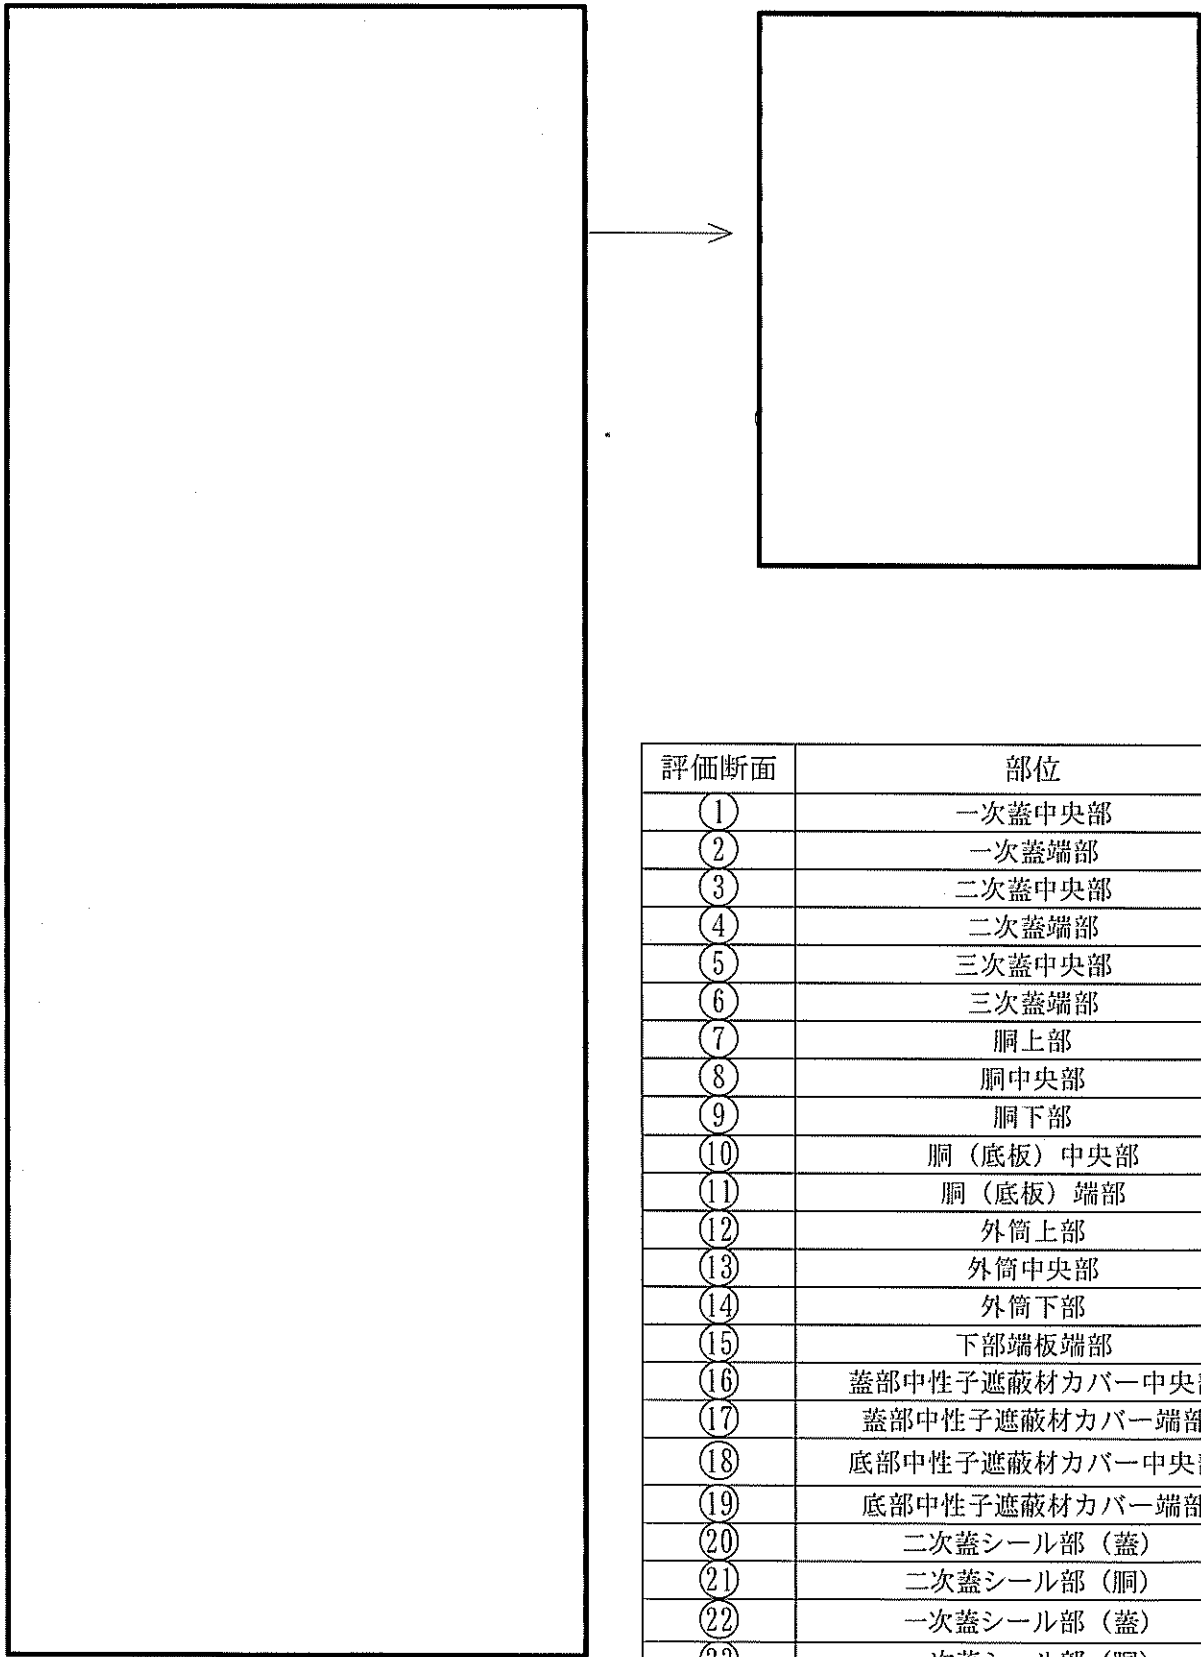 評価断面 部位
① 一次蓋中央部
② 一次蓋端部
③ 二次蓋中央部
④ 二次蓋端部
⑤ 三次蓋中央部
⑥ 三次蓋端部
⑦ 胴上部
⑧ 胴中央部
⑨ 胴下部
⑩ 胴（底板）中央部
⑪ 胴（底板）端部
⑫ 外筒上部
⑬ 外筒中央部
⑭ 外筒下部
⑮ 下部端板端部
⑯ 蓋部中性子遮蔽材カバー中央
⑰ 蓋部中性子遮蔽材カバー端部
⑱ 底部中性子遮蔽材カバー中央
⑲ 底部中性子遮蔽材カバー端部
⑳ 二次蓋シール部（蓋）
㉑ 二次蓋シール部（胴）
㉒ 一次蓋シール部（蓋）